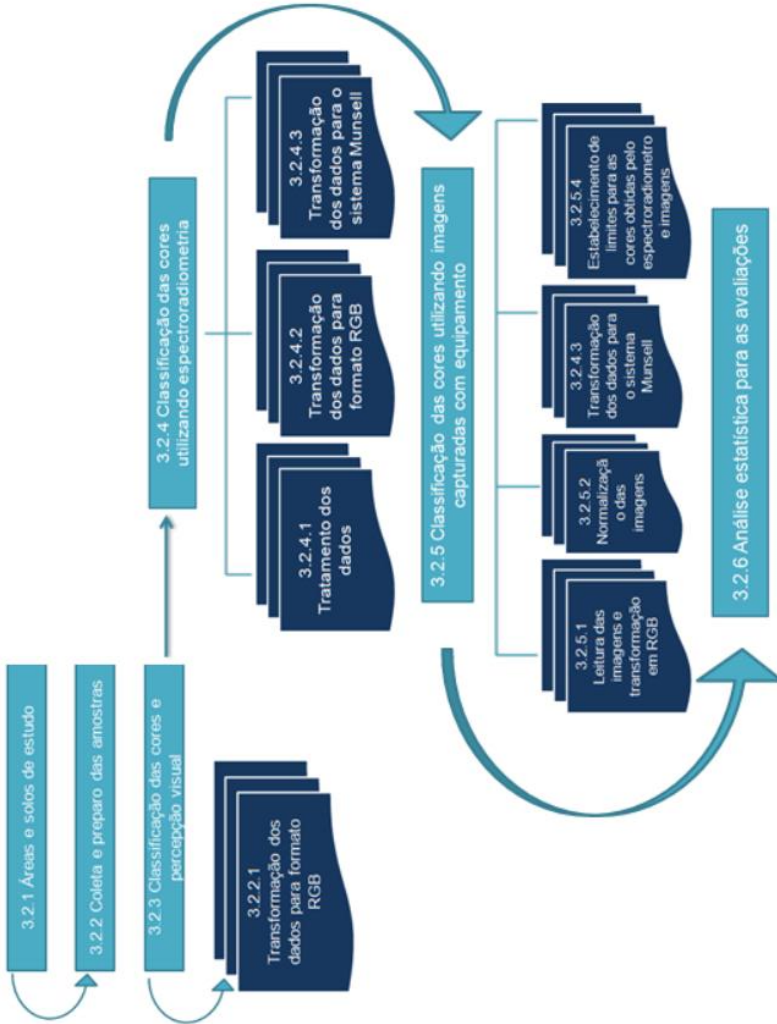 3.2.1 Áreas e solos de estudo
3.2.2 Coleta e preparo das amostras
3.2.3 Classificação das cores e
percepção visual
3.2.2.1
Transformação dos
dados para formato
RGB
3.2.4 Classificação das cores
utilizando espectroradiometria
3.2.4.1
Tratamento dos
dados
3.2.4.2
Transformação
dos dados para
formato RGB
3.2.4.3
Transformação
dos dados para o
sistema Munsell
3.2.5 Classificação das cores utilizando imagens
capturadas com equipamento
3.2.5.1
Leitura das
imagens e
transformação
em RGB
3.2.5.2
Normalizaçã
o das
imagens
3.2.4.3
Transformação
dos dados para
o sistema
Munsell
3.2.5.4
Estabelecimento de
limites para as
cores obtidas pelo
espectroradiometro
e imagens
3.2.6 Análise estatística para as avaliações